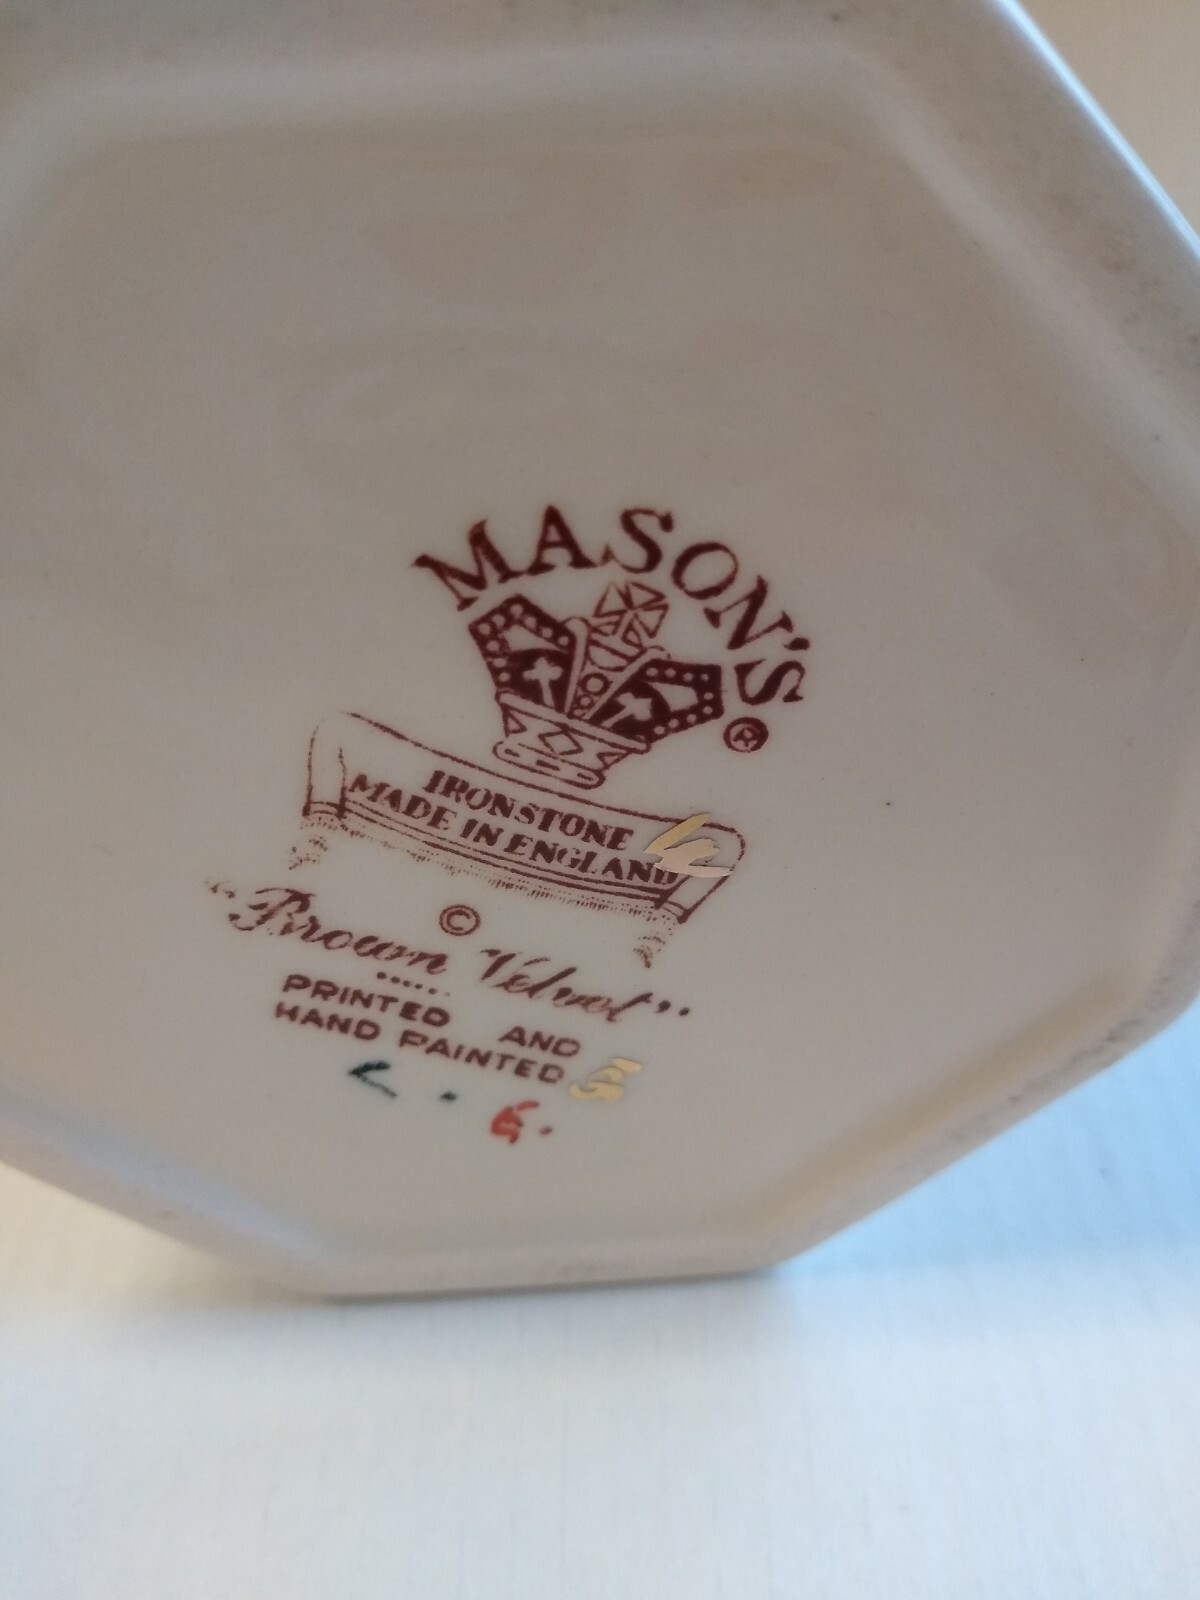 MASON'S
®
IRONSTONE
MADE IN ENGLAND
©
"Brown Velvet"
PRINTED AND
HAND PAINTED